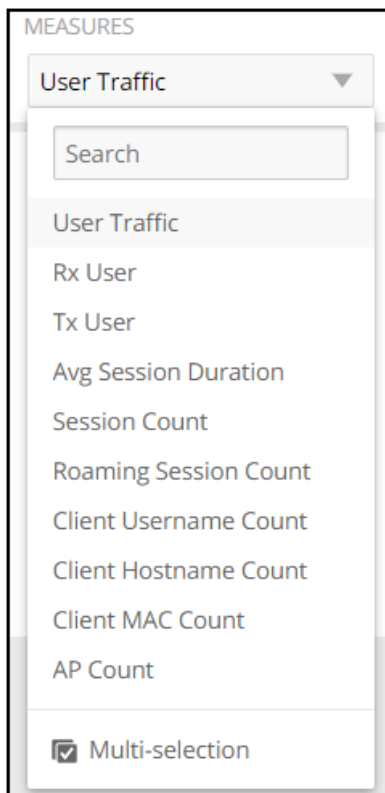 MEASURES
User Traffic
Search
User Traffic
Rx User
Tx User
Avg Session Duration
Session Count
Roaming Session Count
Client Username Count
Client Hostname Count
Client MAC Count
AP Count
Multi-selection